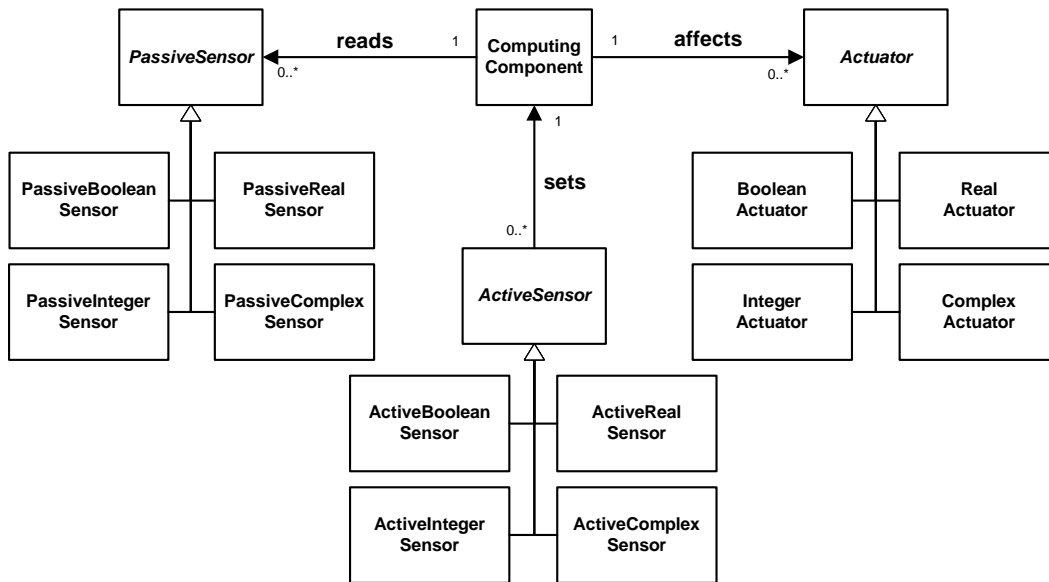 PassiveSensor
reads
1
0..*
Computing
Component
1
affects
0..*
Actuator
1
sets
0..*
PassiveBoolean
Sensor
PassiveReal
Sensor
PassiveInteger
Sensor
PassiveComplex
Sensor
Boolean
Actuator
Real
Actuator
Integer
Actuator
Complex
Actuator
ActiveSensor
ActiveBoolean
Sensor
ActiveReal
Sensor
ActiveInteger
Sensor
ActiveComplex
Sensor